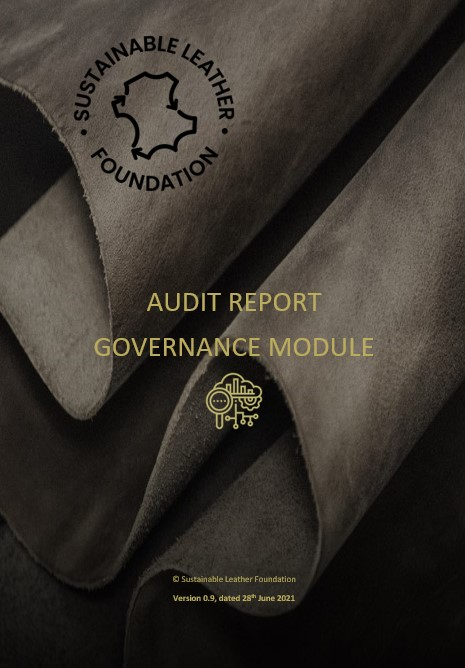 SUSTAINABLE LEATHER
FOUNDATION
AUDIT REPORT
GOVERNANCE MODULE
© Sustainable Leather Foundation
Version 0.9, dated 28th June 2021